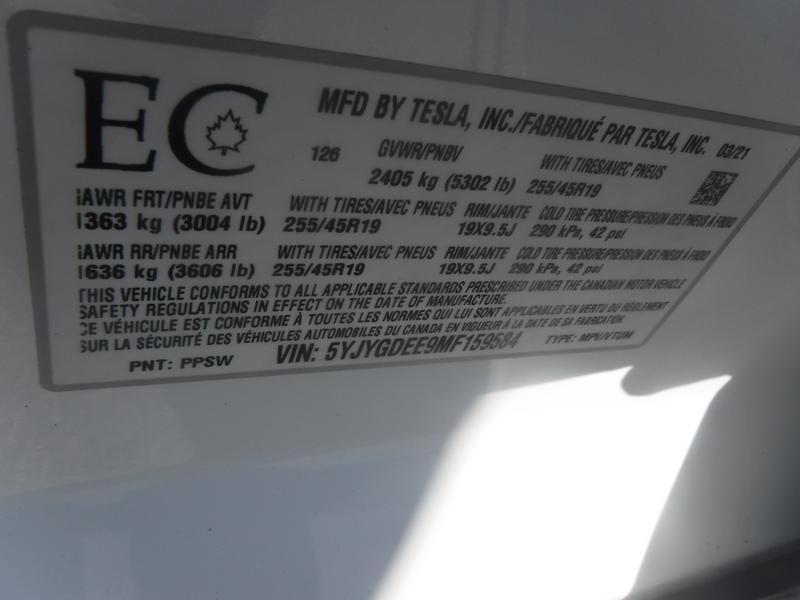 EC
MFD BY TESLA, INC./FABRIQUÉ PAR TESLA, INC. 03/21
126 GVWR/PNBV
2405 kg (5302 lb) WITH TIRES/AVEC PNEUS
255/45R19
GAWR FRT/PNBE AVT WITH TIRES/AVEC PNEUS RIM/JANTE COLD TIRE PRESSURE/PRESSION DES PNEUS À FROID
1363 kg (3004 lb) 255/45R19 19X9.5J 290 kPa, 42 psi
GAWR RR/PNBE ARR WITH TIRES/AVEC PNEUS RIM/JANTE COLD TIRE PRESSURE/PRESSION DES PNEUS À FROID
1636 kg (3606 lb) 255/45R19 19X9.5J 290 kPa, 42 psi
THIS VEHICLE CONFORMS TO ALL APPLICABLE STANDARDS PRESCRIBED UNDER THE CANADIAN MOTOR VEHICLE
SAFETY REGULATIONS IN EFFECT ON THE DATE OF MANUFACTURE.
CE VÉHICULE EST CONFORME À TOUTES LES NORMES QUI LUI SONT APPLICABLES EN VERTU DU RÈGLEMENT
SUR LA SÉCURITÉ DES VÉHICULES AUTOMOBILES DU CANADA EN VIGUEUR À LA DATE DE SA FABRICATION.
PNT: PPSW VIN: 5YJYGDEE9MF159584 TYPE: MPV/VTUM